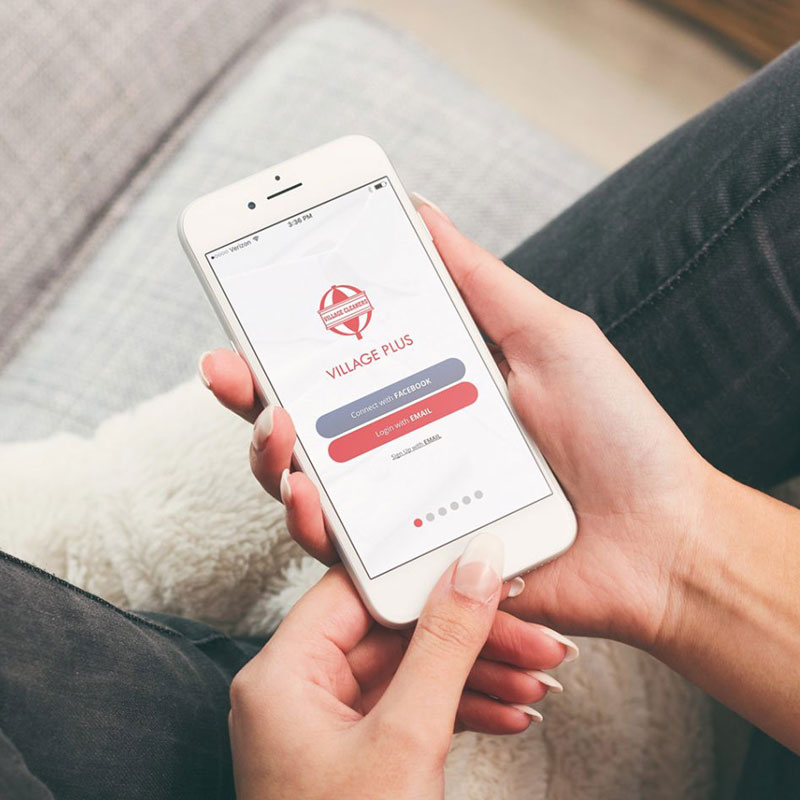 Verizon
3:36 PM
VILLAGE CLEANERS
VILLAGE PLUS
Connect with FACEBOOK
Login with EMAIL
Sign Up with EMAIL